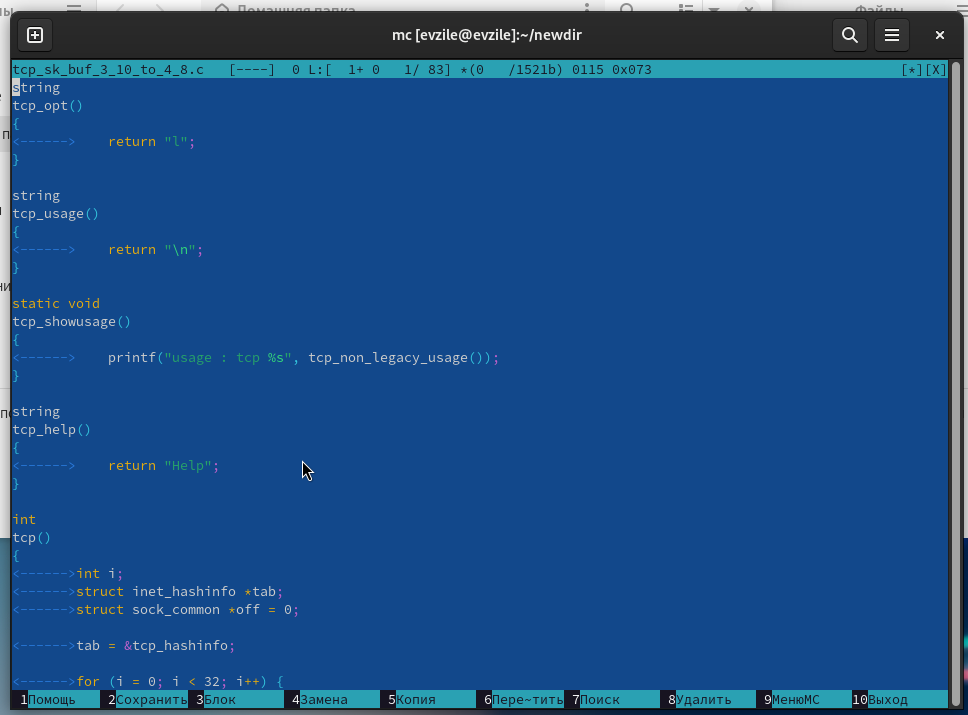 Домашняя папка
Файлы
mc [evzile@evzile]:~/newdir
tcp_sk_buf_3_10_to_4_8.c [----] 0 L:[ 1+ 0 1/ 83] *(0 /1521b) 0115 0x073 [*][X]
string
tcp_opt()
{
<------> return "l";
}
string
tcp_usage()
{
<------> return "\n";
}
static void
tcp_showusage()
{
<------> printf("usage : tcp %s", tcp_non_legacy_usage());
}
string
tcp_help()
{
<------> return "Help";
}
int
tcp()
{
<------>int i;
<------>struct inet_hashinfo *tab;
<------>struct sock_common *off = 0;
<------>tab = &tcp_hashinfo;
<------>for (i = 0; i < 32; i++) {
1Помощь 2Сохранить 3Блок 4Замена 5Копия 6Пере~тить 7Поиск 8Удалить 9МенюMC 10Выход